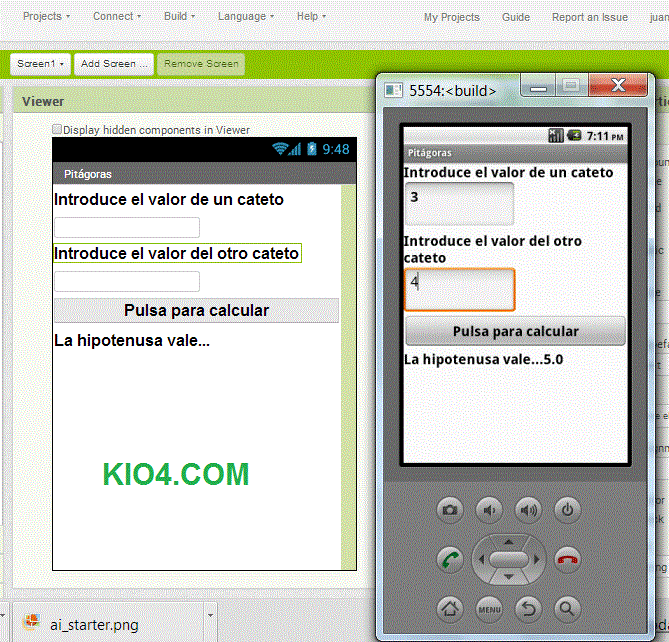 Projects Connect Build Language Help My Projects Guide Report an Issue
Screen1 Add Screen ... Remove Screen
Viewer
Display hidden components in Viewer
9:48
Pitágoras
Introduce el valor de un cateto
Introduce el valor del otro cateto
Pulsa para calcular
La hipotenusa vale...
KIO4.COM
5554:<build>
7:11 PM
Pitágoras
Introduce el valor de un cateto
3
Introduce el valor del otro
cateto
4
Pulsa para calcular
La hipotenusa vale...5.0
MENU
ai_starter.png